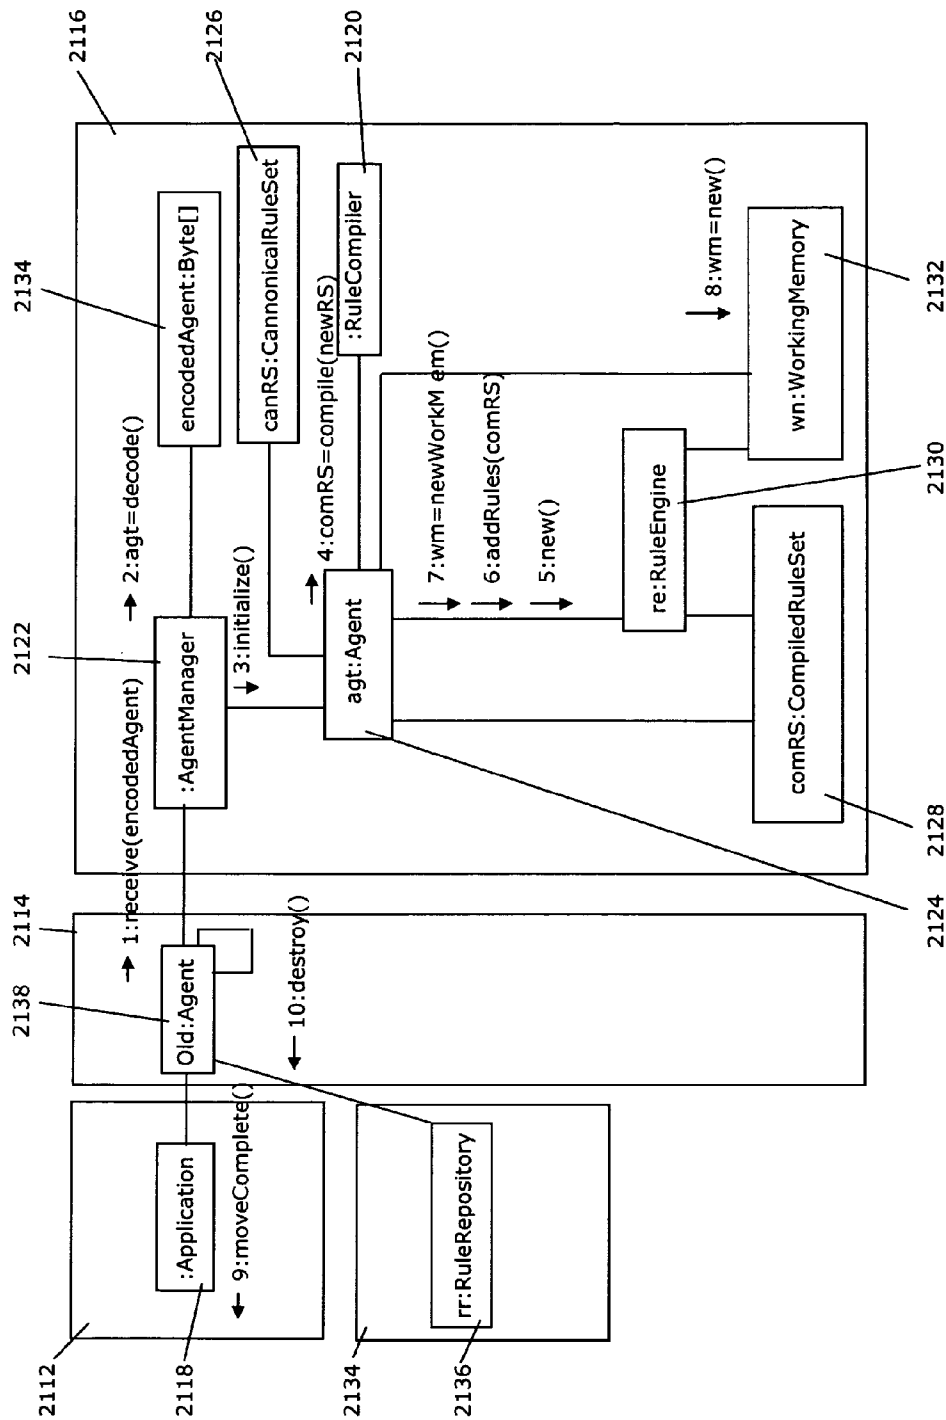 2116
2126
2120
2134
encodedAgent:Byte[]
canRS:CannonicalRuleSet
:RuleCompiler
8:wm=new()
wn:WorkingMemory
2132
2:agt=decode()
4:comRS=compile(newRS)
7:wm=newWorkM em()
6:addRules(comRS)
5:new()
re:RuleEngine
2130
2122
:AgentManager
3:initialize()
agt:Agent
comRS:CompiledRuleSet
2128
1:receive(encodedAgent)
2114
2124
2138
Old:Agent
10:destroy()
:Application
9:moveComplete()
rr:RuleRepository
2112
2118
2134
2136